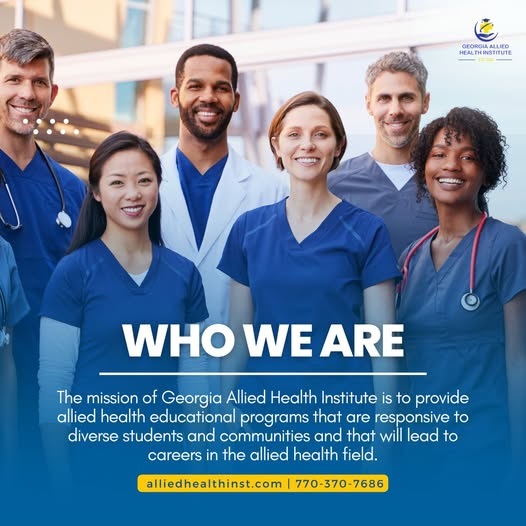 GEORGIA ALLIED
HEALTH INSTITUTE
WHO WE ARE
The mission of Georgia Allied Health Institute is to provide
allied health educational programs that are responsive to
diverse students and communities and that will lead to
careers in the allied health field.
alliedhealthinst.com | 770-370-7686